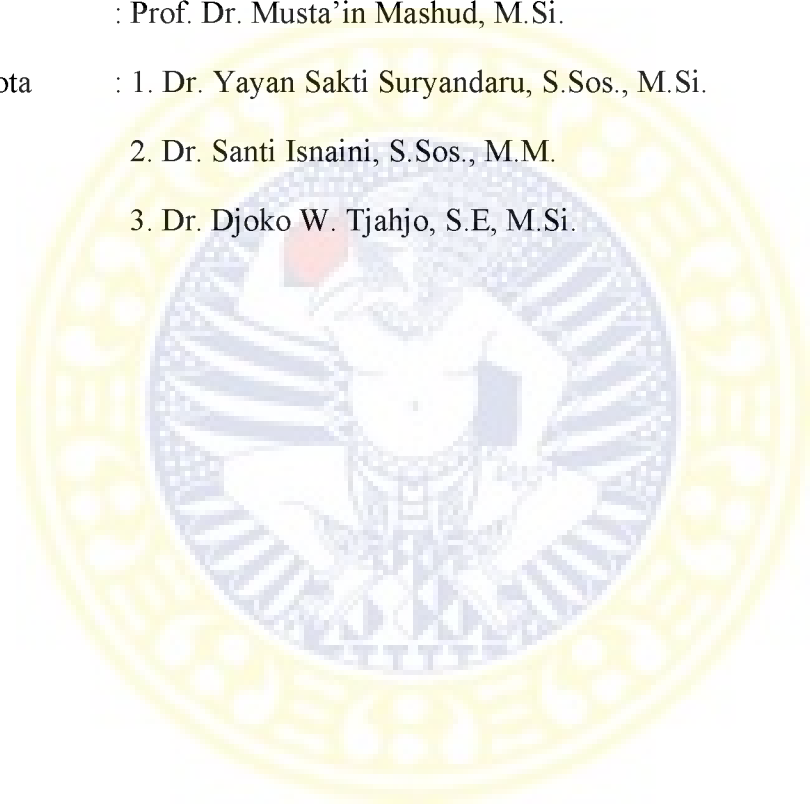 : Prof. Dr. Musta’in Mashud, M.Si.
: 1. Dr. Yayan Sakti Suryandaru, S.Sos., M.Si.
2. Dr. Santi Isnaini, S.Sos., M.M.
3. Dr. Djoko W. Tjahjo, S.E, M.Si.